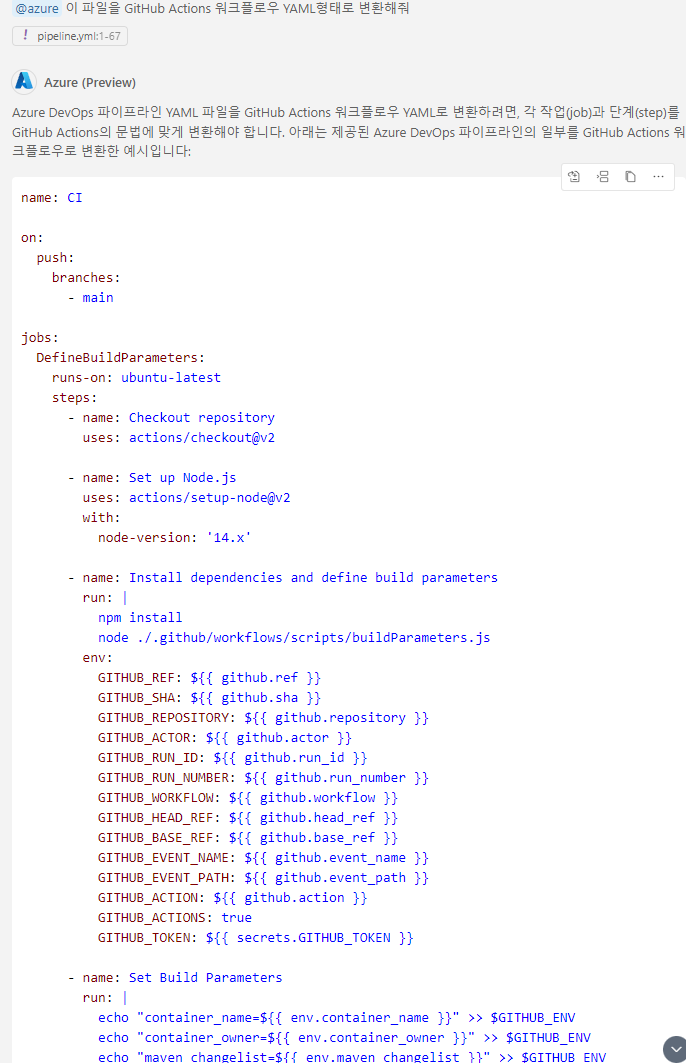 @azure 이 파일을 GitHub Actions 워크플로우 YAML형태로 변환해줘
! pipeline.yml:1-67
Azure (Preview)
Azure DevOps 파이프라인 YAML 파일을 GitHub Actions 워크플로우 YAML로 변환하려면, 각 작업(job)과 단계(step)를
GitHub Actions의 문법에 맞게 변환해야 합니다. 아래는 제공된 Azure DevOps 파이프라인의 일부를 GitHub Actions 워
크플로우로 변환한 예시입니다:
name: CI
on:
  push:
    branches:
      - main
jobs:
  DefineBuildParameters:
    runs-on: ubuntu-latest
    steps:
      - name: Checkout repository
        uses: actions/checkout@v2
      - name: Set up Node.js
        uses: actions/setup-node@v2
        with:
          node-version: '14.x'
      - name: Install dependencies and define build parameters
        run: |
          npm install
          node ./.github/workflows/scripts/buildParameters.js
        env:
          GITHUB_REF: ${{ github.ref }}
          GITHUB_SHA: ${{ github.sha }}
          GITHUB_REPOSITORY: ${{ github.repository }}
          GITHUB_ACTOR: ${{ github.actor }}
          GITHUB_RUN_ID: ${{ github.run_id }}
          GITHUB_RUN_NUMBER: ${{ github.run_number }}
          GITHUB_WORKFLOW: ${{ github.workflow }}
          GITHUB_HEAD_REF: ${{ github.head_ref }}
          GITHUB_BASE_REF: ${{ github.base_ref }}
          GITHUB_EVENT_NAME: ${{ github.event_name }}
          GITHUB_EVENT_PATH: ${{ github.event_path }}
          GITHUB_ACTION: ${{ github.action }}
          GITHUB_ACTIONS: true
          GITHUB_TOKEN: ${{ secrets.GITHUB_TOKEN }}
      - name: Set Build Parameters
        run: |
          echo "container_name=${{ env.container_name }}" >> $GITHUB_ENV
          echo "container_owner=${{ env.container_owner }}" >> $GITHUB_ENV
          echo "maven_changelist=${{ env.maven_changelist }}" >> $GITHUB_ENV